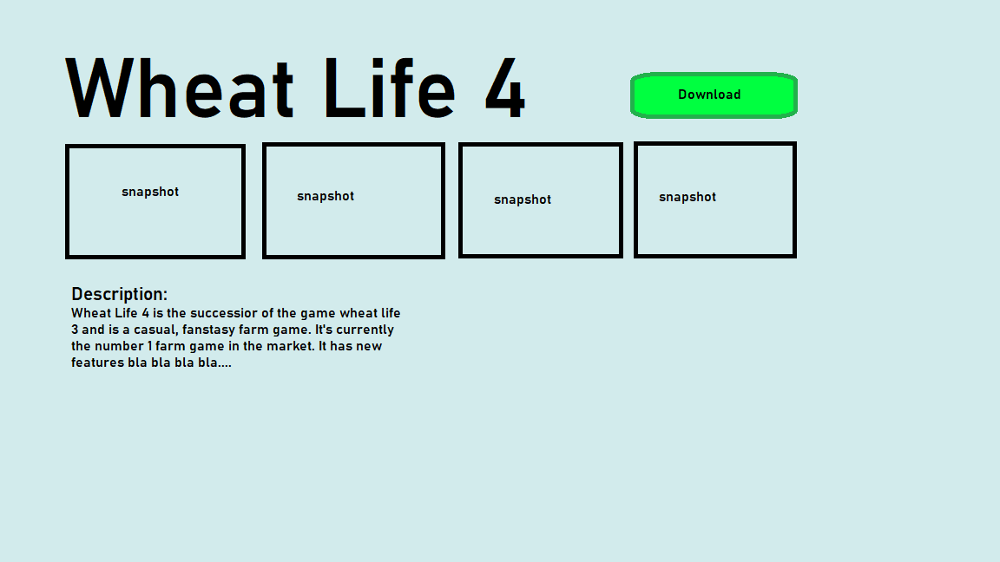 Wheat Life 4
Download
snapshot
snapshot
snapshot
snapshot
Description:
Wheat Life 4 is the successior of the game wheat life
3 and is a casual, fanstasy farm game. It's currently
the number 1 farm game in the market. It has new
features bla bla bla bla....